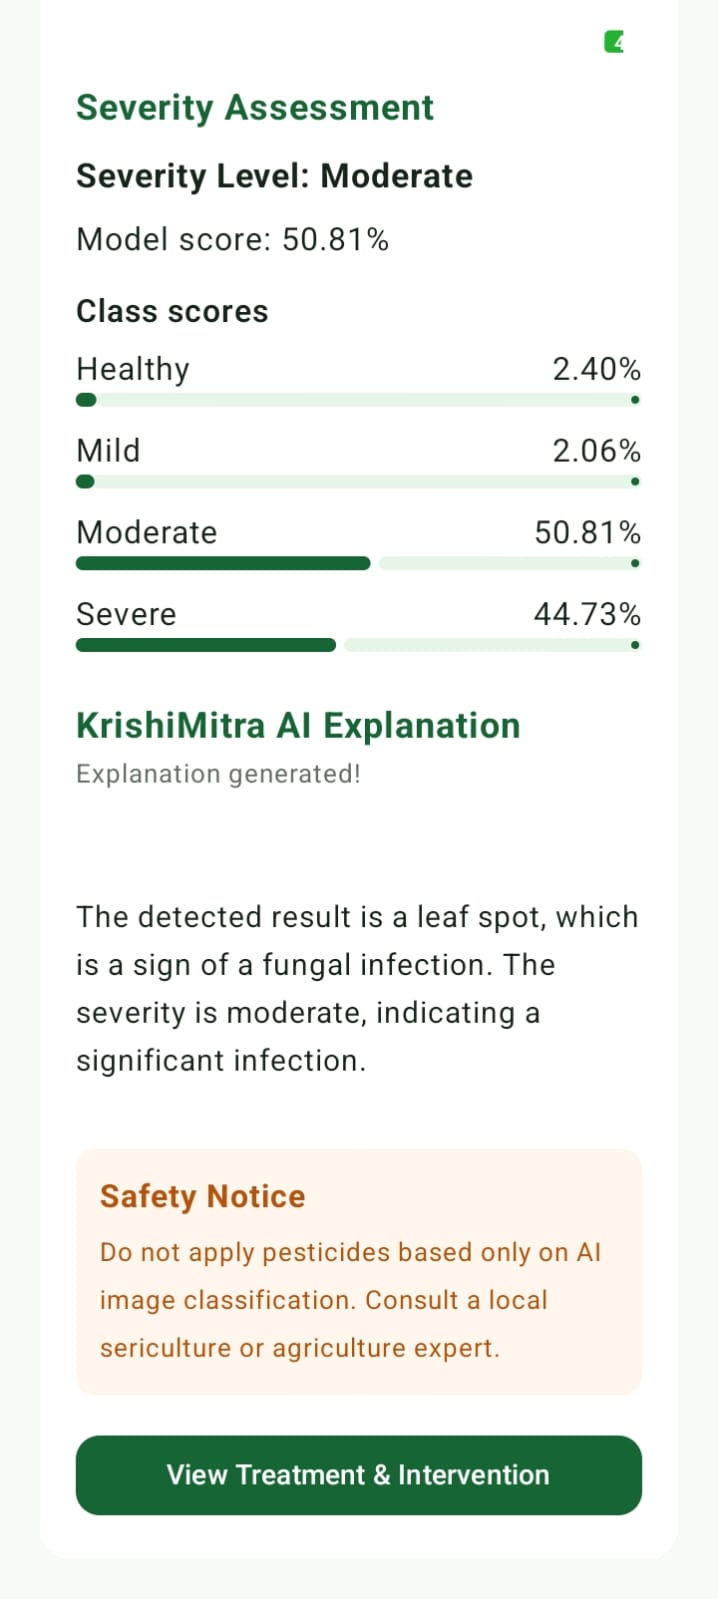 Severity Assessment
Severity Level: Moderate
Model score: 50.81%
Class scores
Healthy 2.40%
Mild 2.06%
Moderate 50.81%
Severe 44.73%
KrishiMitra AI Explanation
Explanation generated!
The detected result is a leaf spot, which
is a sign of a fungal infection. The
severity is moderate, indicating a
significant infection.
Safety Notice
Do not apply pesticides based only on AI
image classification. Consult a local
sericulture or agriculture expert.
View Treatment & Intervention